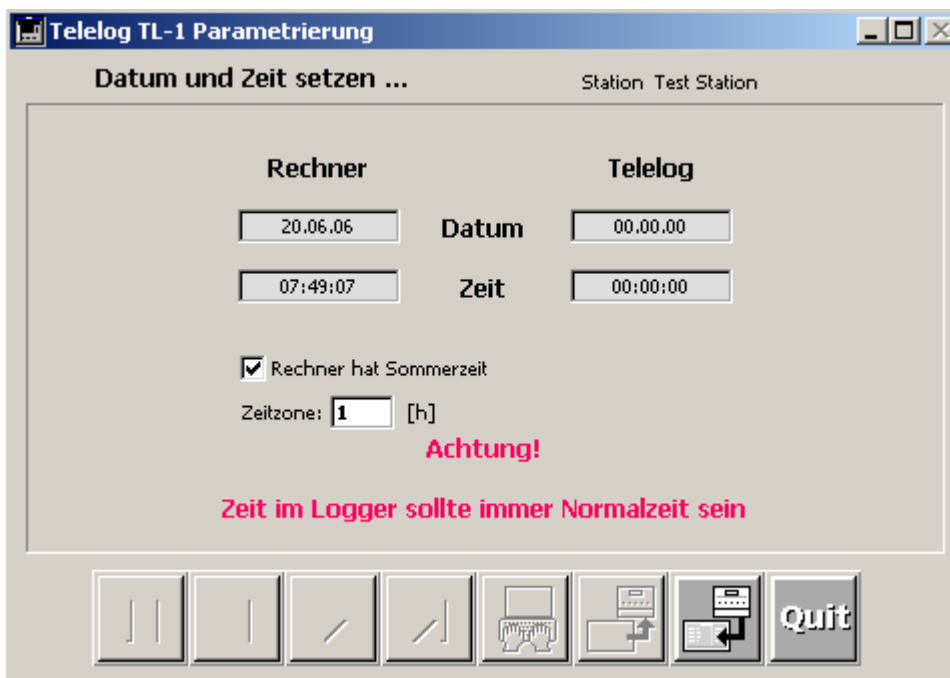 Telelog TL-1 Parametrierung
Datum und Zeit setzen ... Station Test Station
Rechner Telelog
20.06.06 Datum 00.00.00
07:49:07 Zeit 00:00:00
Rechner hat Sommerzeit
Zeitzone: 1 [h]
Achtung!
Zeit im Logger sollte immer Normalzeit sein
Quit